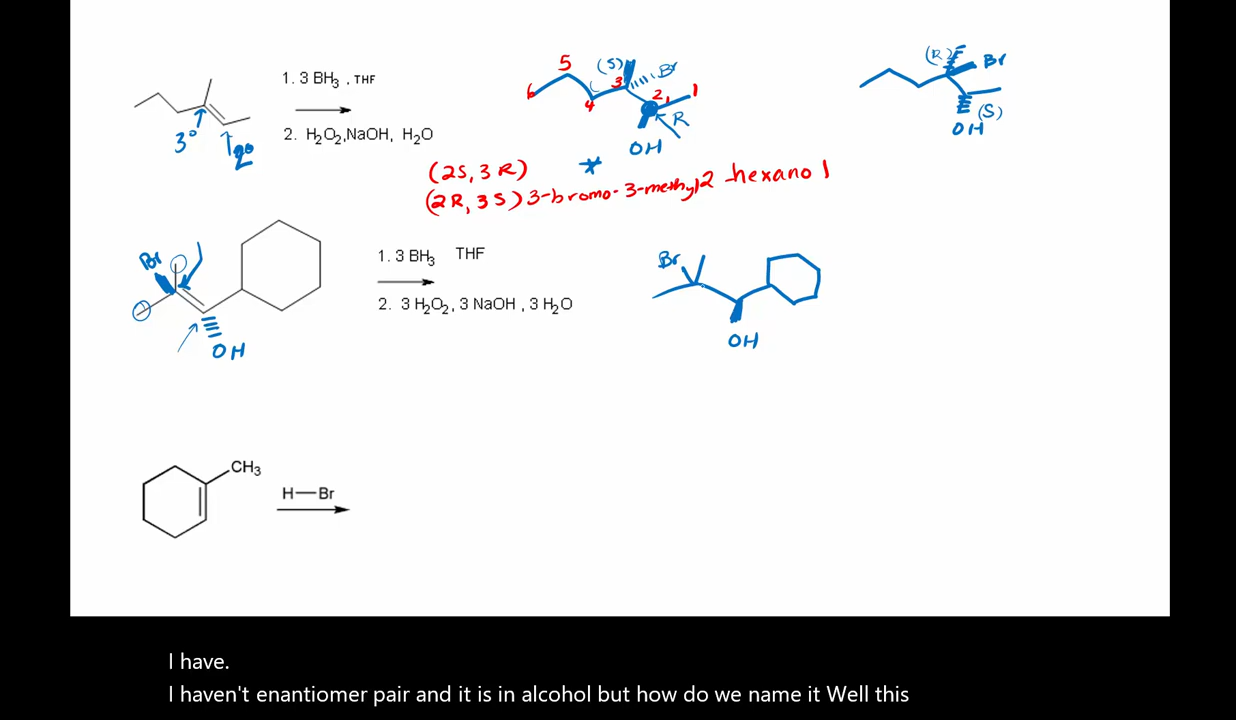 1. 3 BH3 . THF
2. H2O2,NaOH, H2O
3°
2°
6
5
4
(S)
3
Br
2
1
R
OH
(R)
Br
(S)
OH
(2S, 3R)
(2R, 3S) 3-bromo-3-methyl 2-hexanol
Br
OH
1. 3 BH3 THF
2. 3 H2O2, 3 NaOH , 3 H2O
Br
OH
CH3
H—Br
I have.
I haven't enantiomer pair and it is in alcohol but how do we name it Well this